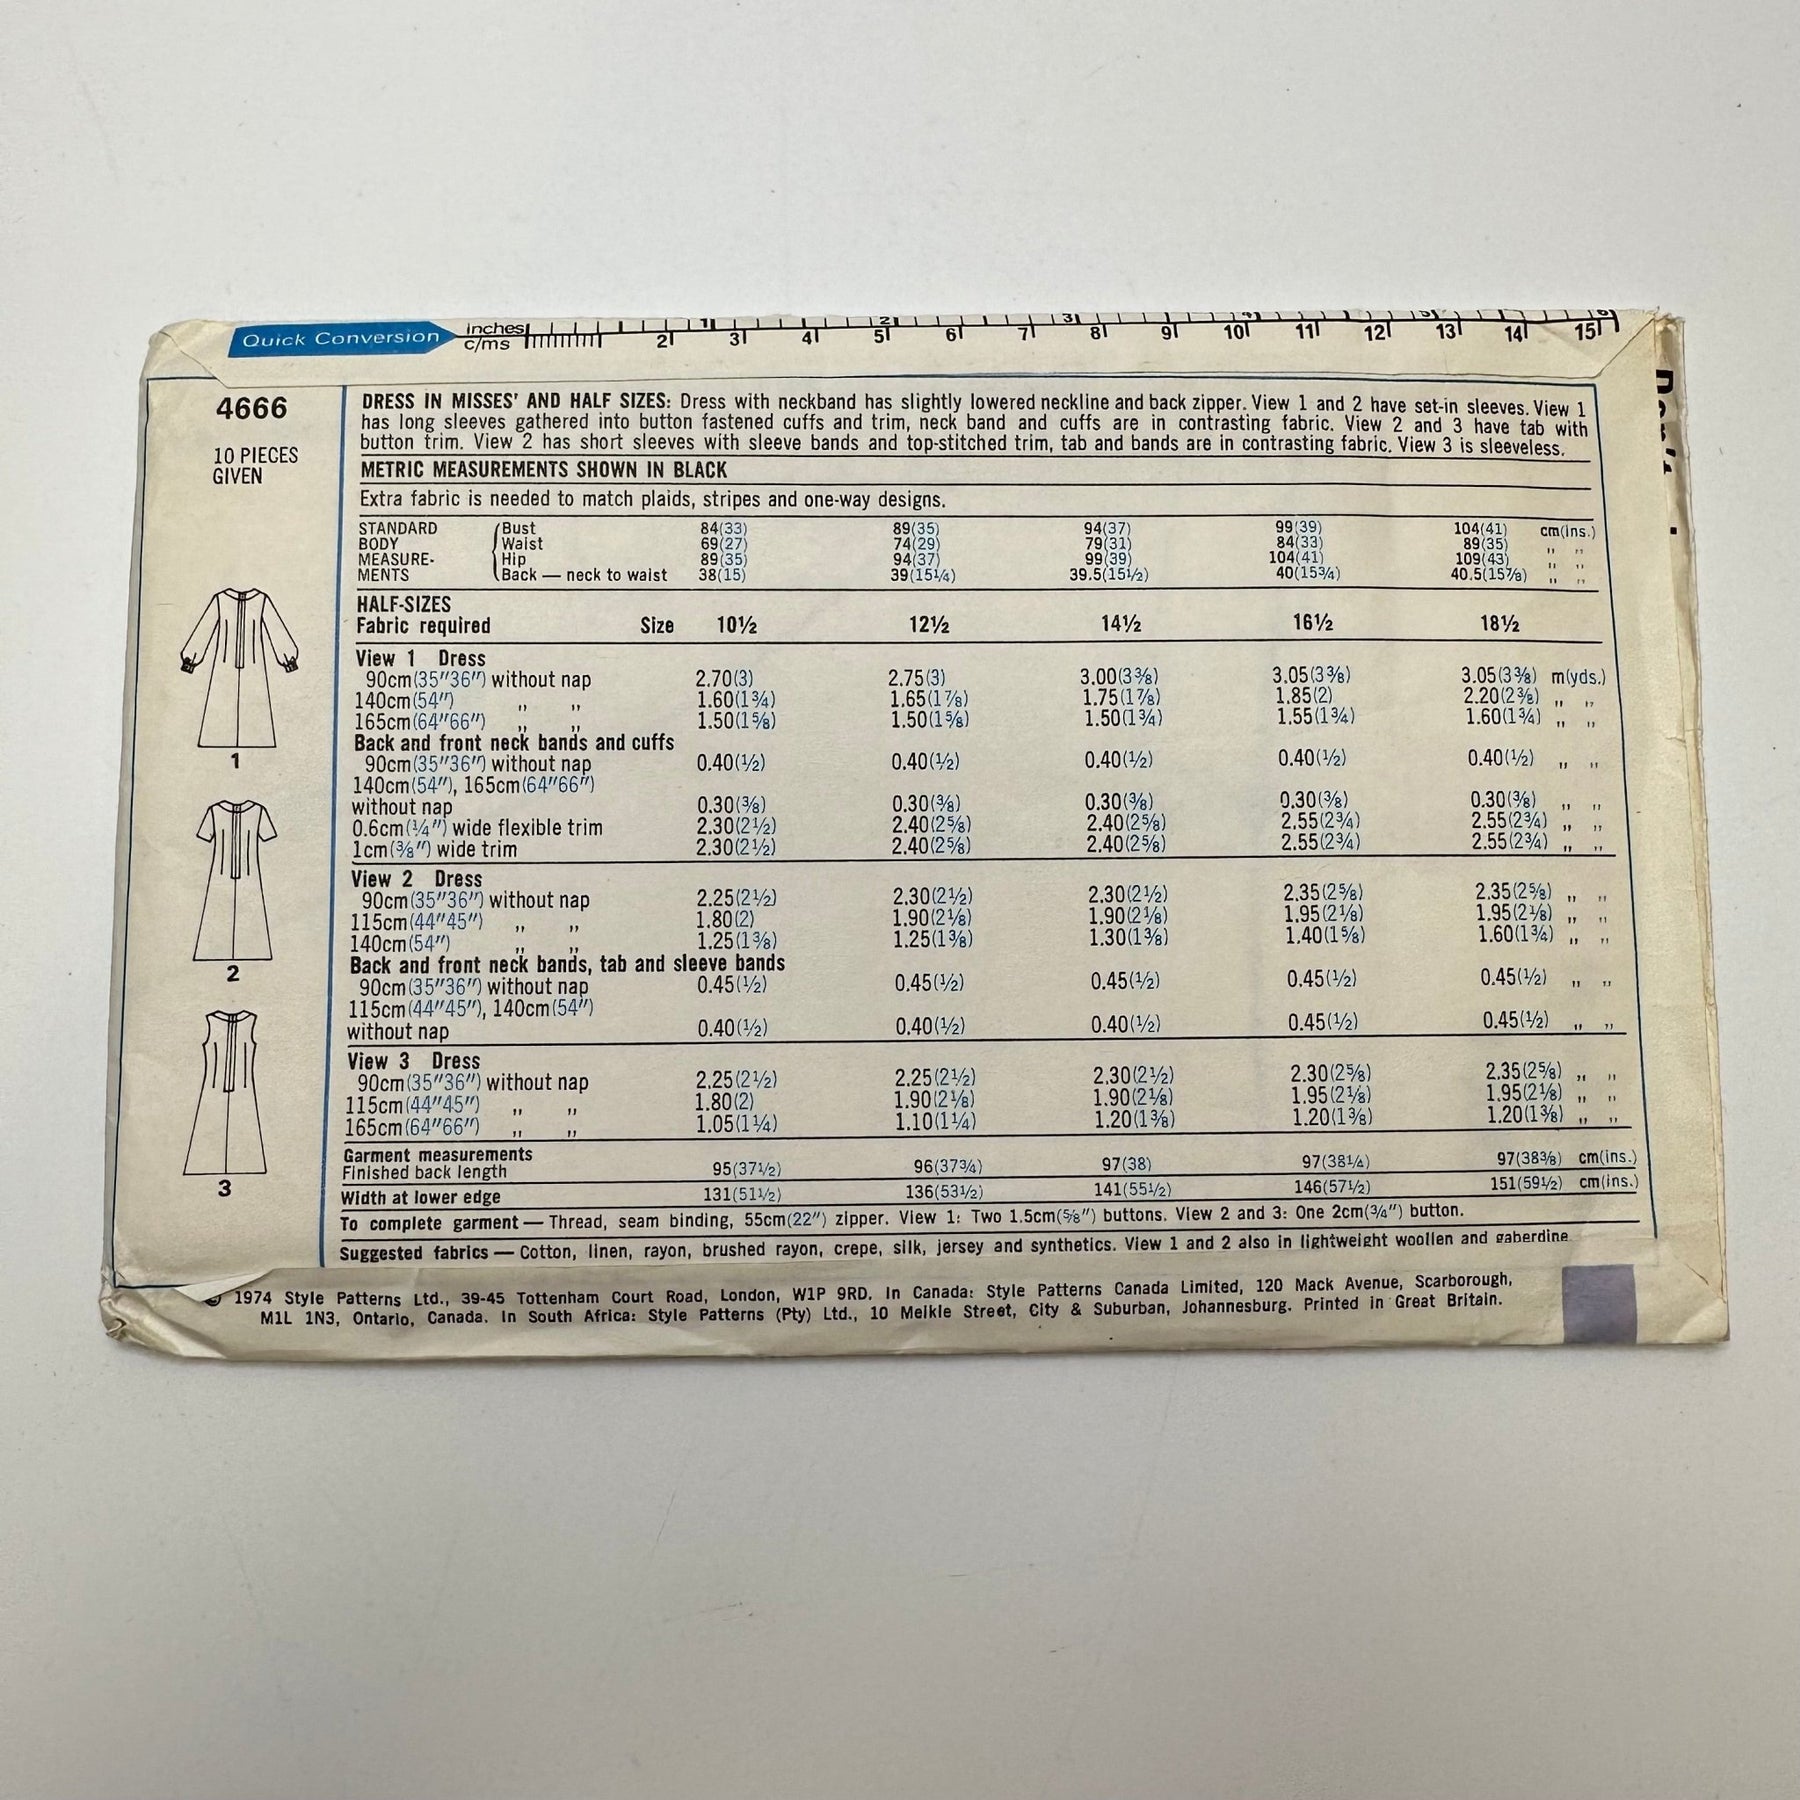 Quick Conversion
inches 1 2 3 4 5 6
c/ms 2 3 4 5 6 7 8 9 10 11 12 13 14 15
4666
10 PIECES
GIVEN
1
2
3
DRESS IN MISSES' AND HALF SIZES: Dress with neckband has slightly lowered neckline and back zipper. View 1 and 2 have set-in sleeves. View 1
has long sleeves gathered into button fastened cuffs and trim, neck band and cuffs are in contrasting fabric. View 2 and 3 have tab with
button trim. View 2 has short sleeves with sleeve bands and top-stitched trim, tab and bands are in contrasting fabric. View 3 is sleeveless.
METRIC MEASUREMENTS SHOWN IN BLACK
Extra fabric is needed to match plaids, stripes and one-way designs.
STANDARD Bust 84(33) 89(35) 94(37) 99(39) 104(41) cm(ins.)
BODY Waist 69(27) 74(29) 79(31) 84(33) 89(35) " "
MEASURE- Hip 89(35) 94(37) 99(39) 104(41) 109(43) " "
MENTS Back — neck to waist 38(15) 39(15¼) 39.5(15½) 40(15¾) 40.5(15⅞) " "
HALF-SIZES
Fabric required Size 10½ 12½ 14½ 16½ 18½
View 1 Dress
90cm(35"36") without nap 2.70(3) 2.75(3) 3.00(3⅜) 3.05(3⅜) 3.05(3⅜) m(yds.)
140cm(54") " " 1.60(1¾) 1.65(1⅞) 1.75(1⅞) 1.85(2) 2.20(2⅜) " "
165cm(64"66") " " 1.50(1⅝) 1.50(1⅝) 1.50(1¾) 1.55(1¾) 1.60(1¾) " "
Back and front neck bands and cuffs
90cm(35"36") without nap 0.40(½) 0.40(½) 0.40(½) 0.40(½) 0.40(½) " "
140cm(54"), 165cm(64"66")
without nap 0.30(⅜) 0.30(⅜) 0.30(⅜) 0.30(⅜) 0.30(⅜) " "
0.6cm(¼") wide flexible trim 2.30(2½) 2.40(2⅝) 2.40(2⅝) 2.55(2¾) 2.55(2¾) " "
1cm(⅜") wide trim 2.30(2½) 2.40(2⅝) 2.40(2⅝) 2.55(2¾) 2.55(2¾) " "
View 2 Dress
90cm(35"36") without nap 2.25(2½) 2.30(2½) 2.30(2½) 2.35(2⅝) 2.35(2⅝) " "
115cm(44"45") " " 1.80(2) 1.90(2⅛) 1.90(2⅛) 1.95(2⅛) 1.95(2⅛) " "
140cm(54") " " 1.25(1⅜) 1.25(1⅜) 1.30(1⅜) 1.40(1⅝) 1.60(1¾) " "
Back and front neck bands, tab and sleeve bands
90cm(35"36") without nap 0.45(½) 0.45(½) 0.45(½) 0.45(½) 0.45(½) " "
115cm(44"45"), 140cm(54")
without nap 0.40(½) 0.40(½) 0.40(½) 0.45(½) 0.45(½) " "
View 3 Dress
90cm(35"36") without nap 2.25(2½) 2.25(2½) 2.30(2½) 2.30(2⅝) 2.35(2⅝) " "
115cm(44"45") " " 1.80(2) 1.90(2⅛) 1.90(2⅛) 1.95(2⅛) 1.95(2⅛) " "
165cm(64"66") " " 1.05(1¼) 1.10(1¼) 1.20(1⅜) 1.20(1⅜) 1.20(1⅜) " "
Garment measurements
Finished back length 95(37½) 96(37¾) 97(38) 97(38¼) 97(38⅜) cm(ins.)
Width at lower edge 131(51½) 136(53½) 141(55½) 146(57½) 151(59½) cm(ins.)
To complete garment — Thread, seam binding, 55cm(22") zipper. View 1: Two 1.5cm(⅝") buttons. View 2 and 3: One 2cm(¾") button.
Suggested fabrics — Cotton, linen, rayon, brushed rayon, crepe, silk, jersey and synthetics. View 1 and 2 also in lightweight woollen and gaberdine.
© 1974 Style Patterns Ltd., 39-45 Tottenham Court Road, London, W1P 9RD. In Canada: Style Patterns Canada Limited, 120 Mack Avenue, Scarborough,
M1L 1N3, Ontario, Canada. In South Africa: Style Patterns (Pty) Ltd., 10 Melkle Street, City & Suburban, Johannesburg. Printed in Great Britain.